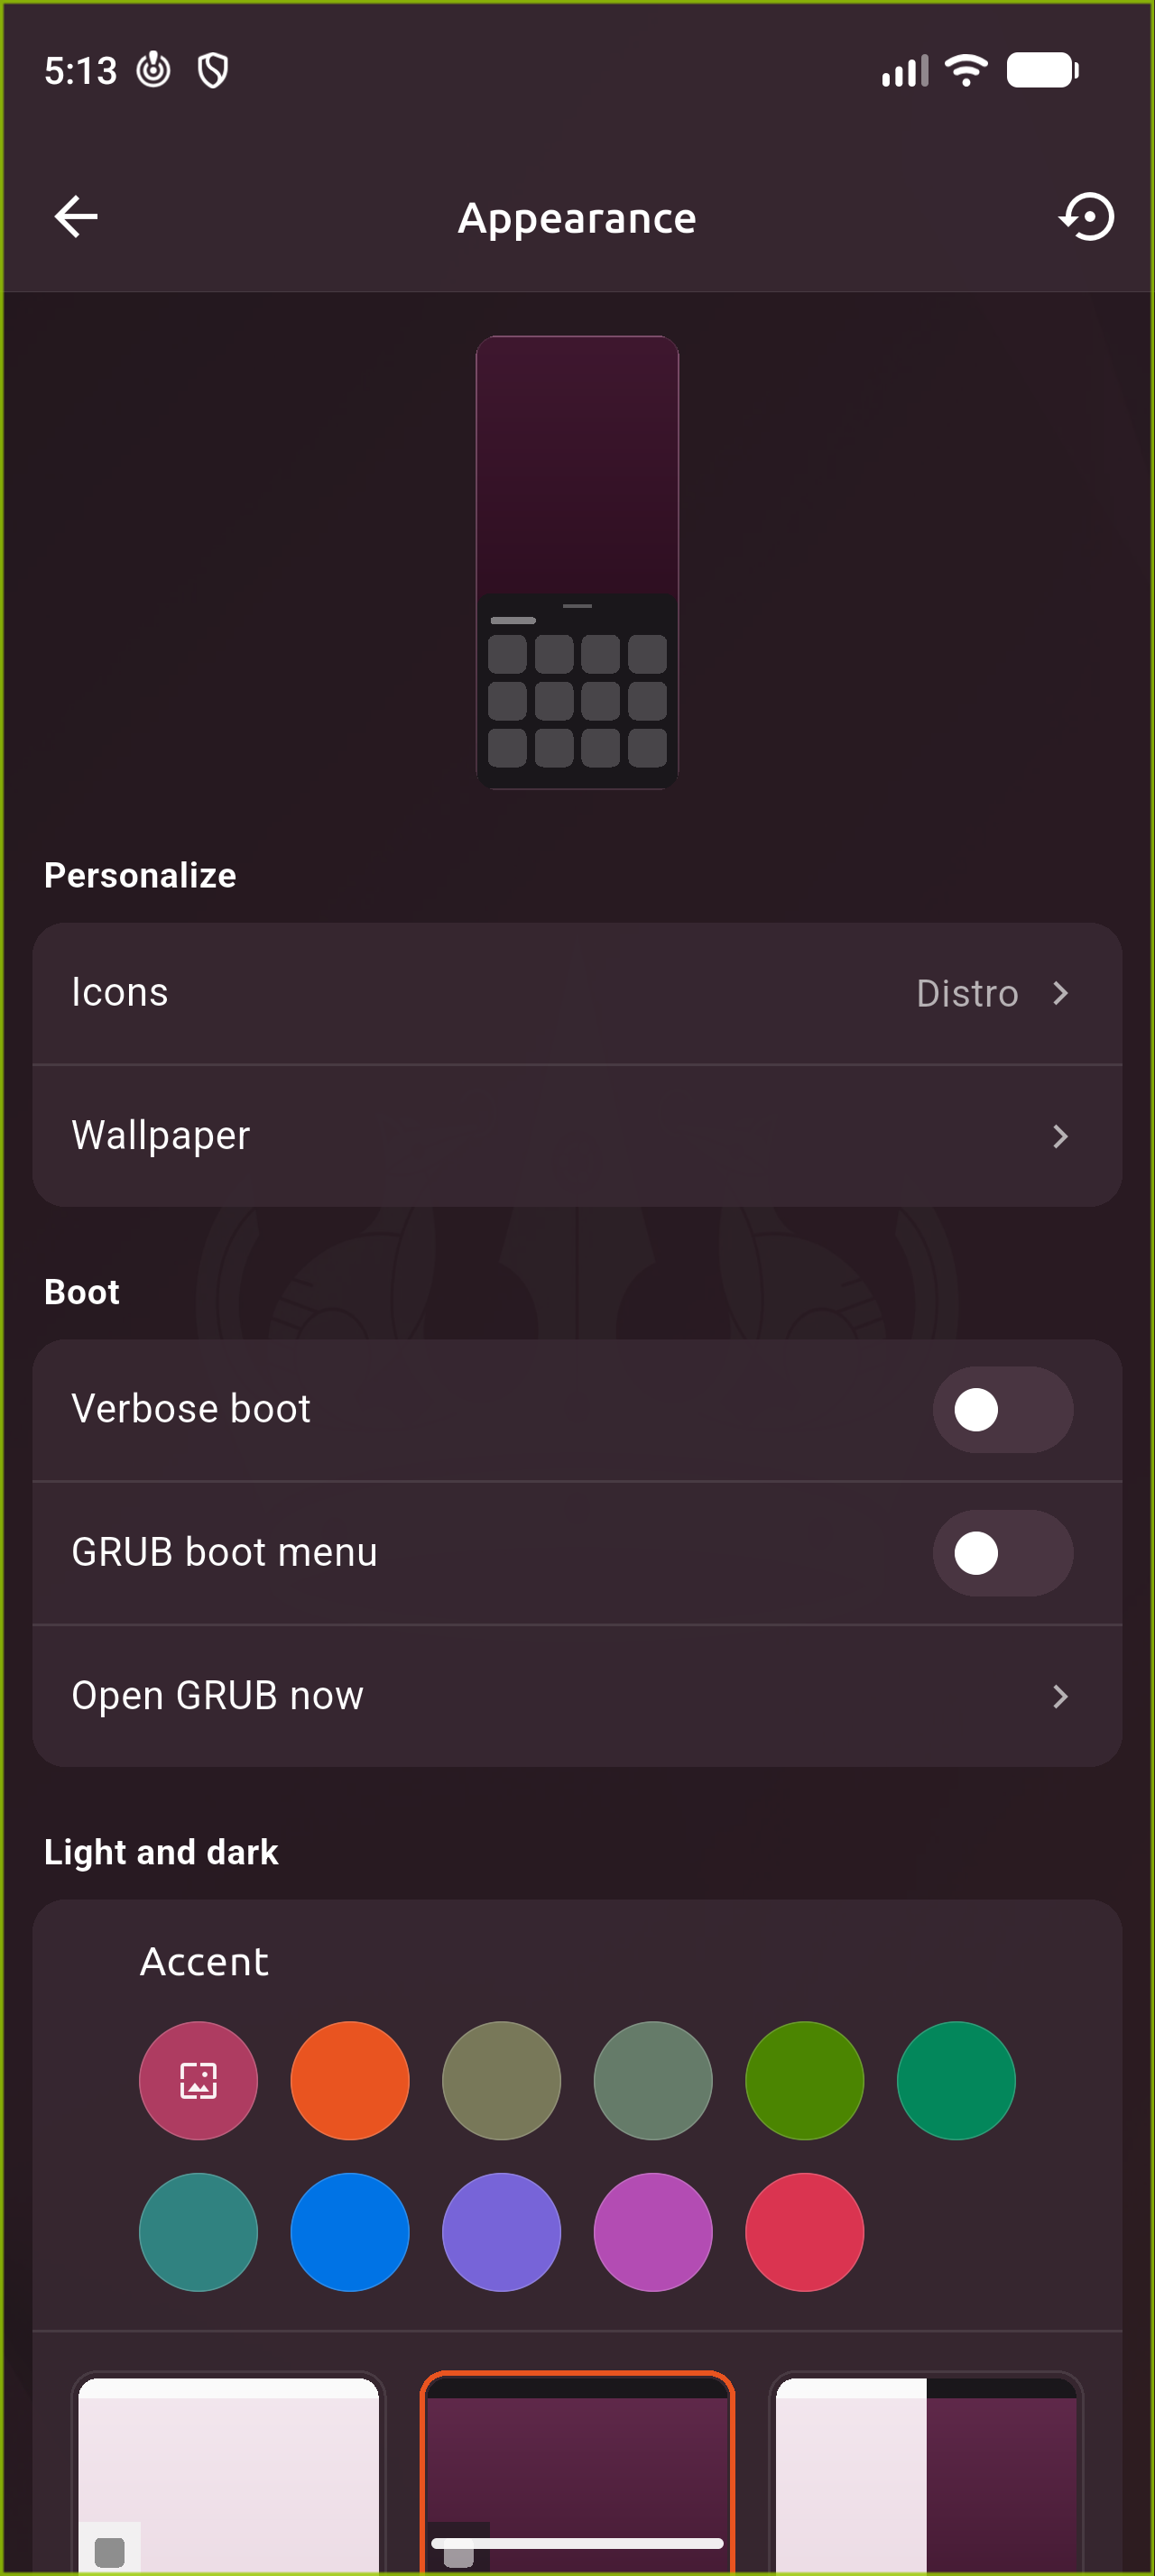 5:13
Appearance
Personalize
Icons Distro
Wallpaper
Boot
Verbose boot
GRUB boot menu
Open GRUB now
Light and dark
Accent